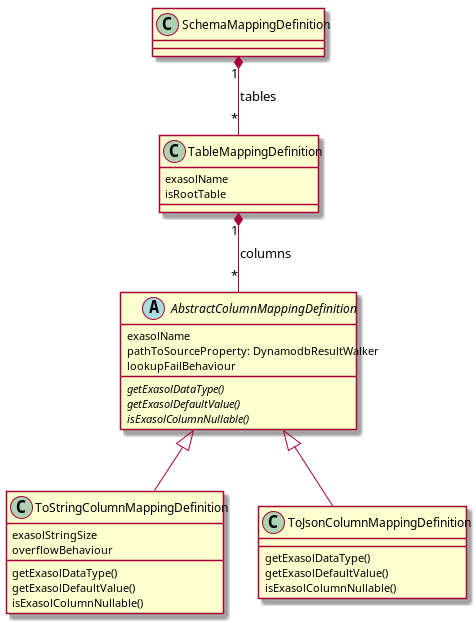 C SchemaMappingDefinition
1
tables
*
C TableMappingDefinition
exasolName
isRootTable
1
columns
*
A AbstractColumnMappingDefinition
exasolName
pathToSourceProperty: DynamodbResultWalker
lookupFailBehaviour
getExasolDataType()
getExasolDefaultValue()
isExasolColumnNullable()
C ToStringColumnMappingDefinition
exasolStringSize
overflowBehaviour
getExasolDataType()
getExasolDefaultValue()
isExasolColumnNullable()
C ToJsonColumnMappingDefinition
getExasolDataType()
getExasolDefaultValue()
isExasolColumnNullable()